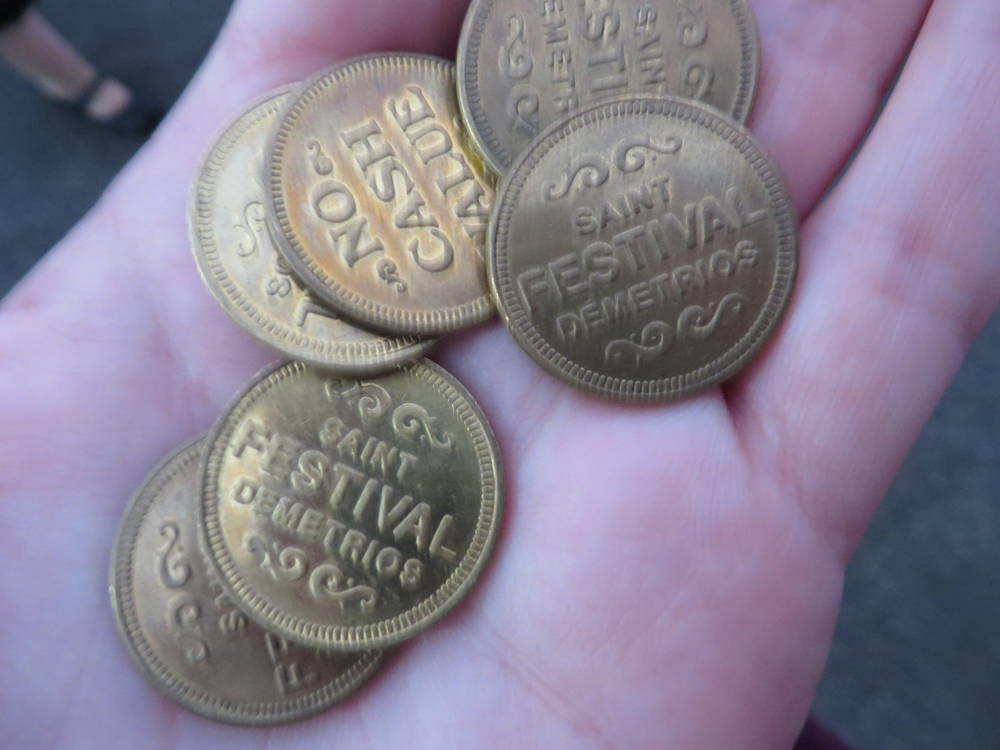 NO
CASH
VALUE
SAINT
FESTIVAL
DEMETRIOS
SAINT
FESTIVAL
DEMETRIOS